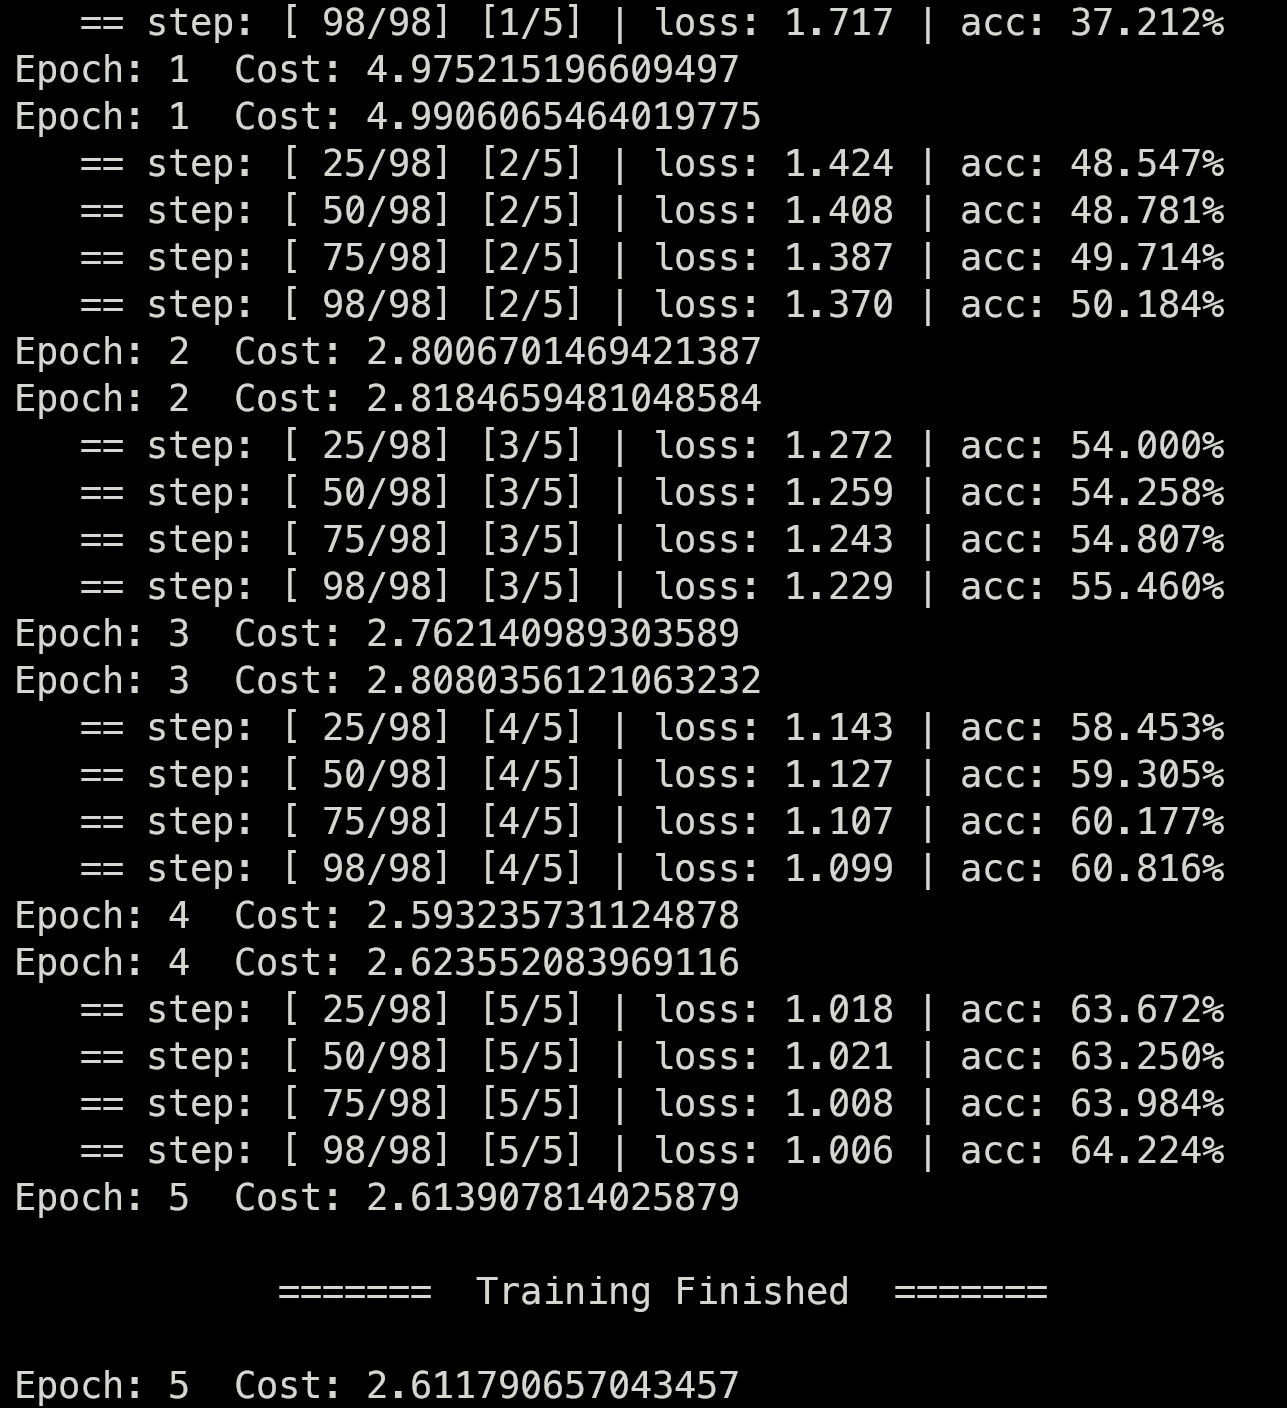 == step: [ 98/98] [1/5] | loss: 1.717 | acc: 37.212%
Epoch: 1  Cost: 4.975215196609497
Epoch: 1  Cost: 4.9906065464019775
== step: [ 25/98] [2/5] | loss: 1.424 | acc: 48.547%
== step: [ 50/98] [2/5] | loss: 1.408 | acc: 48.781%
== step: [ 75/98] [2/5] | loss: 1.387 | acc: 49.714%
== step: [ 98/98] [2/5] | loss: 1.370 | acc: 50.184%
Epoch: 2  Cost: 2.8006701469421387
Epoch: 2  Cost: 2.8184659481048584
== step: [ 25/98] [3/5] | loss: 1.272 | acc: 54.000%
== step: [ 50/98] [3/5] | loss: 1.259 | acc: 54.258%
== step: [ 75/98] [3/5] | loss: 1.243 | acc: 54.807%
== step: [ 98/98] [3/5] | loss: 1.229 | acc: 55.460%
Epoch: 3  Cost: 2.762140989303589
Epoch: 3  Cost: 2.8080356121063232
== step: [ 25/98] [4/5] | loss: 1.143 | acc: 58.453%
== step: [ 50/98] [4/5] | loss: 1.127 | acc: 59.305%
== step: [ 75/98] [4/5] | loss: 1.107 | acc: 60.177%
== step: [ 98/98] [4/5] | loss: 1.099 | acc: 60.816%
Epoch: 4  Cost: 2.593235731124878
Epoch: 4  Cost: 2.623552083969116
== step: [ 25/98] [5/5] | loss: 1.018 | acc: 63.672%
== step: [ 50/98] [5/5] | loss: 1.021 | acc: 63.250%
== step: [ 75/98] [5/5] | loss: 1.008 | acc: 63.984%
== step: [ 98/98] [5/5] | loss: 1.006 | acc: 64.224%
Epoch: 5  Cost: 2.613907814025879
=======  Training Finished  =======
Epoch: 5  Cost: 2.611790657043457